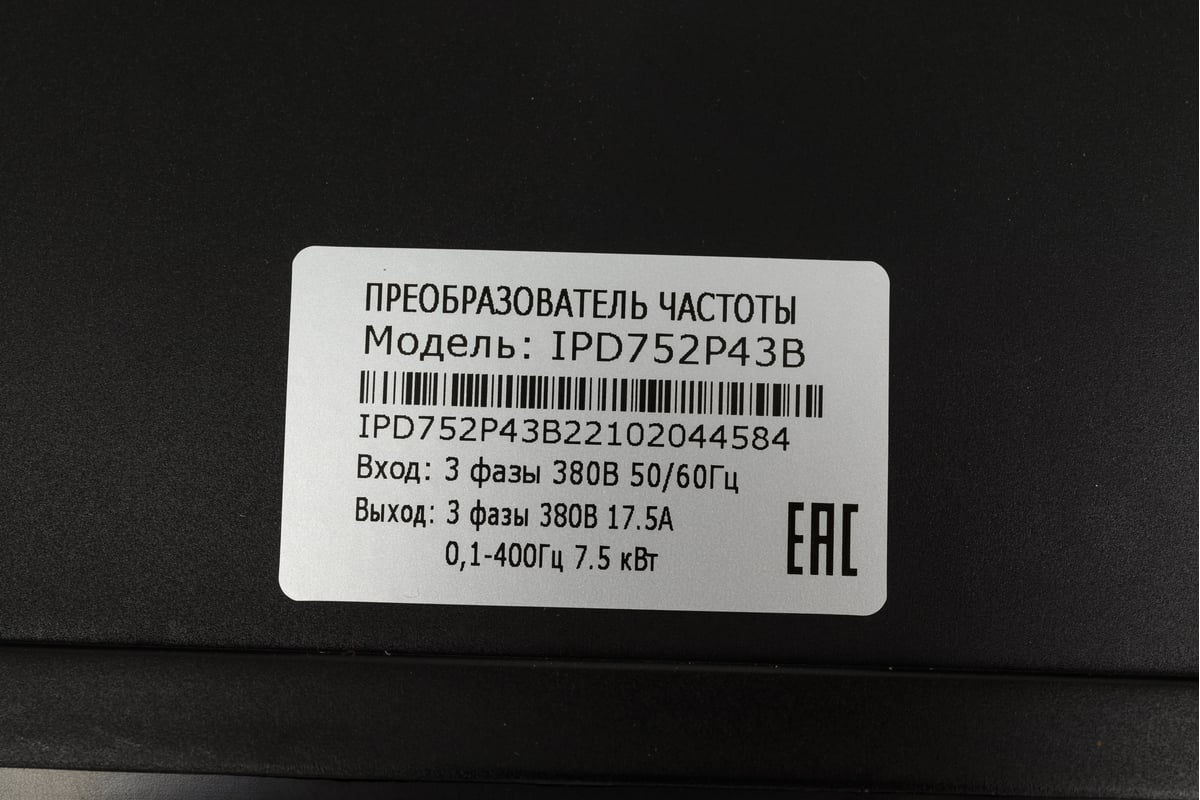 ПРЕОБРАЗОВАТЕЛЬ ЧАСТОТЫ
Модель: IPD752P43B
IPD752P43B22102044584
Вход: 3 фазы 380В 50/60Гц
Выход: 3 фазы 380В 17.5А
0,1-400Гц 7.5 кВт
EAC